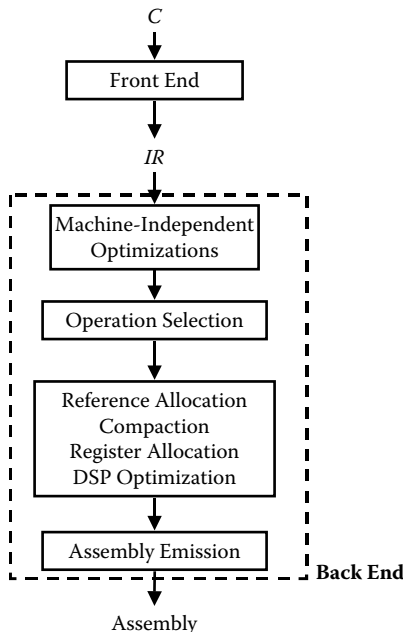 C
Front End
IR
Machine-Independent
Optimizations
Operation Selection
Reference Allocation
Compaction
Register Allocation
DSP Optimization
Assembly Emission
Back End
Assembly